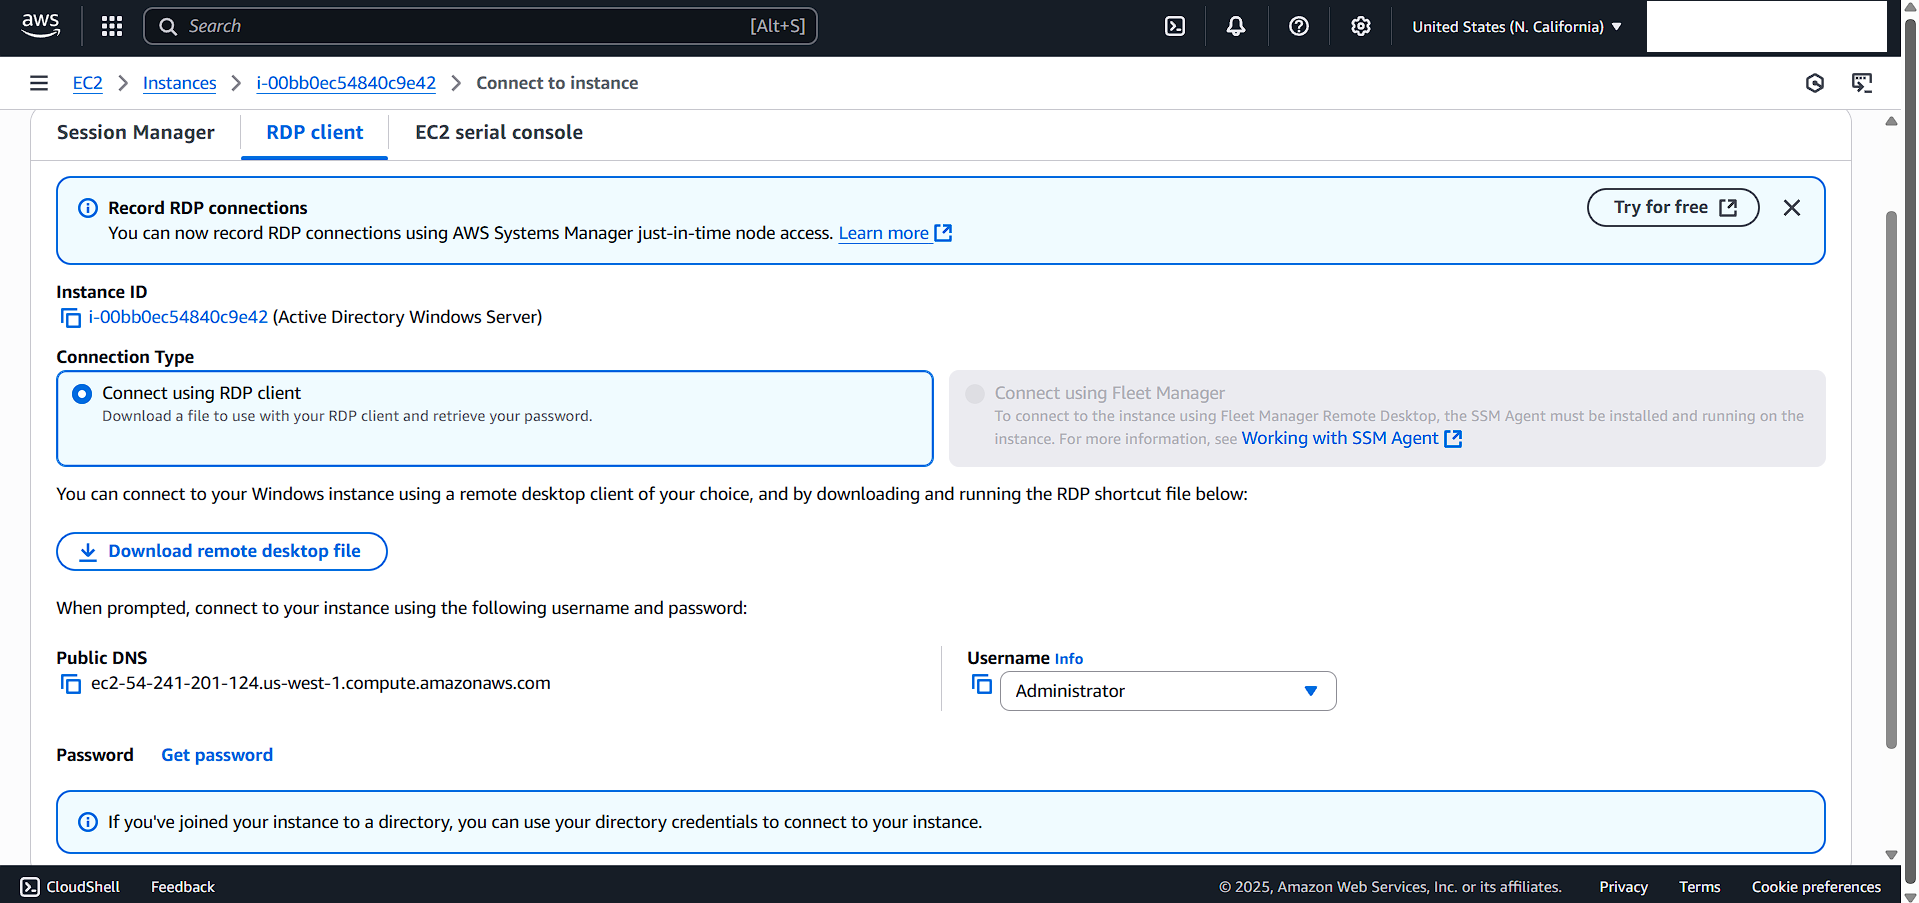 aws
Search [Alt+S]
United States (N. California)
EC2 Instances i-00bb0ec54840c9e42 Connect to instance
Session Manager RDP client EC2 serial console
Record RDP connections
You can now record RDP connections using AWS Systems Manager just-in-time node access. Learn more
Try for free
Instance ID
i-00bb0ec54840c9e42 (Active Directory Windows Server)
Connection Type
Connect using RDP client
Download a file to use with your RDP client and retrieve your password.
Connect using Fleet Manager
To connect to the instance using Fleet Manager Remote Desktop, the SSM Agent must be installed and running on the
instance. For more information, see Working with SSM Agent
You can connect to your Windows instance using a remote desktop client of your choice, and by downloading and running the RDP shortcut file below:
Download remote desktop file
When prompted, connect to your instance using the following username and password:
Public DNS
ec2-54-241-201-124.us-west-1.compute.amazonaws.com
Username Info
Administrator
Password Get password
If you've joined your instance to a directory, you can use your directory credentials to connect to your instance.
CloudShell Feedback © 2025, Amazon Web Services, Inc. or its affiliates. Privacy Terms Cookie preferences